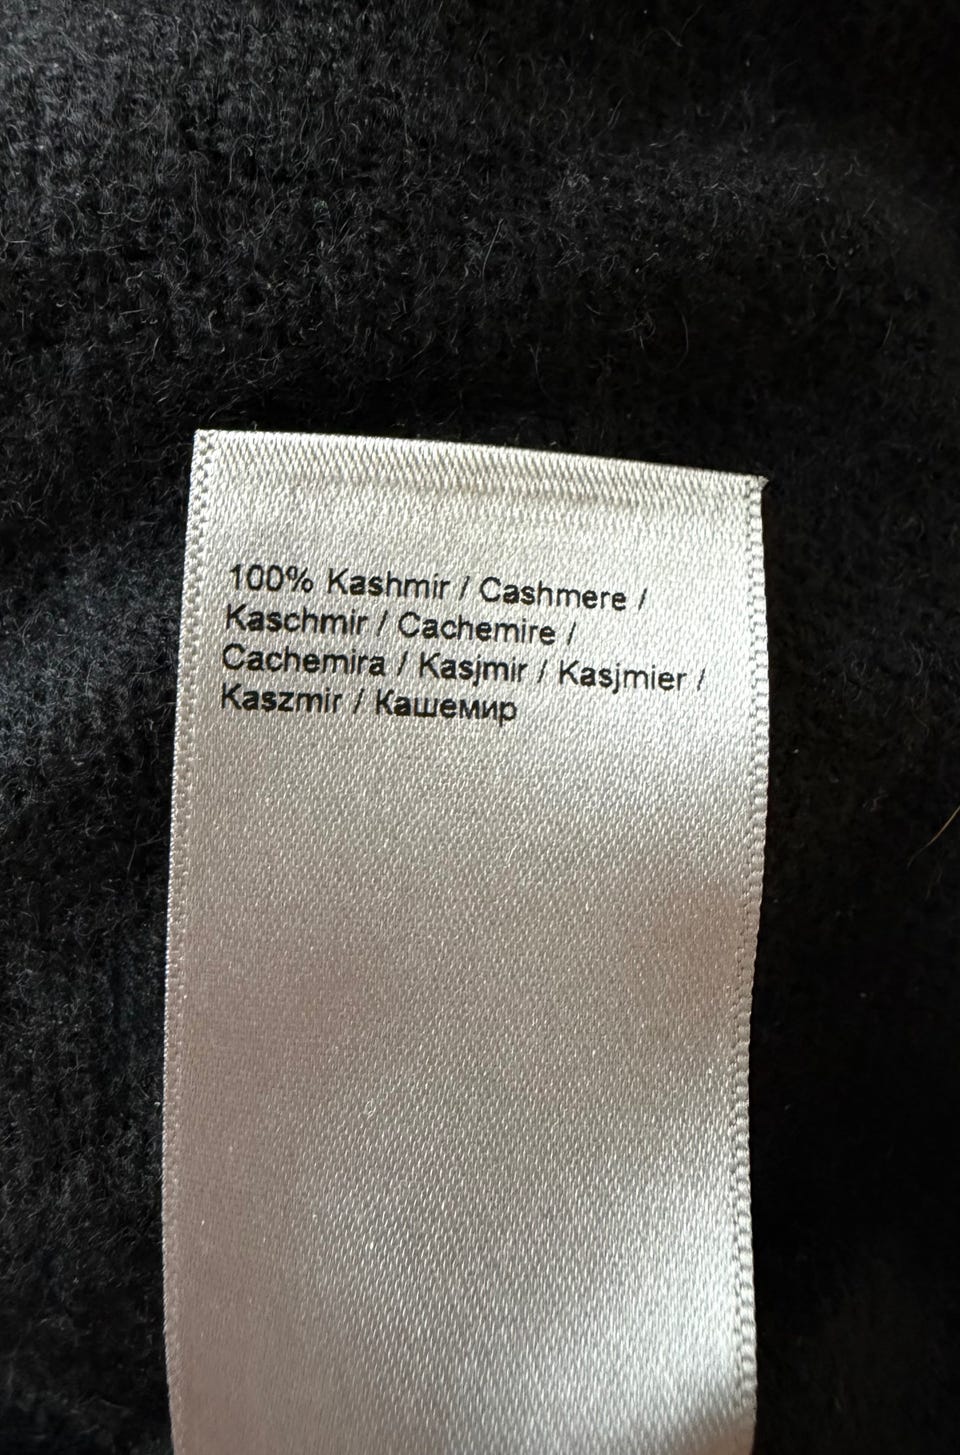 100% Kashmir / Cashmere /
Kaschmir / Cachemire /
Cachemira / Kasjmir / Kasjmier /
Kaszmir / Кашемир